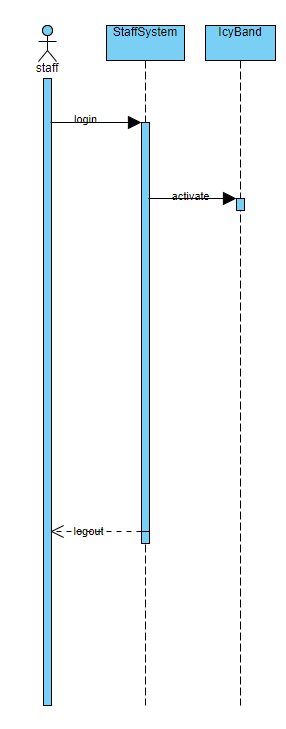 StaffSystem
IcyBand
staff
login
activate
logout